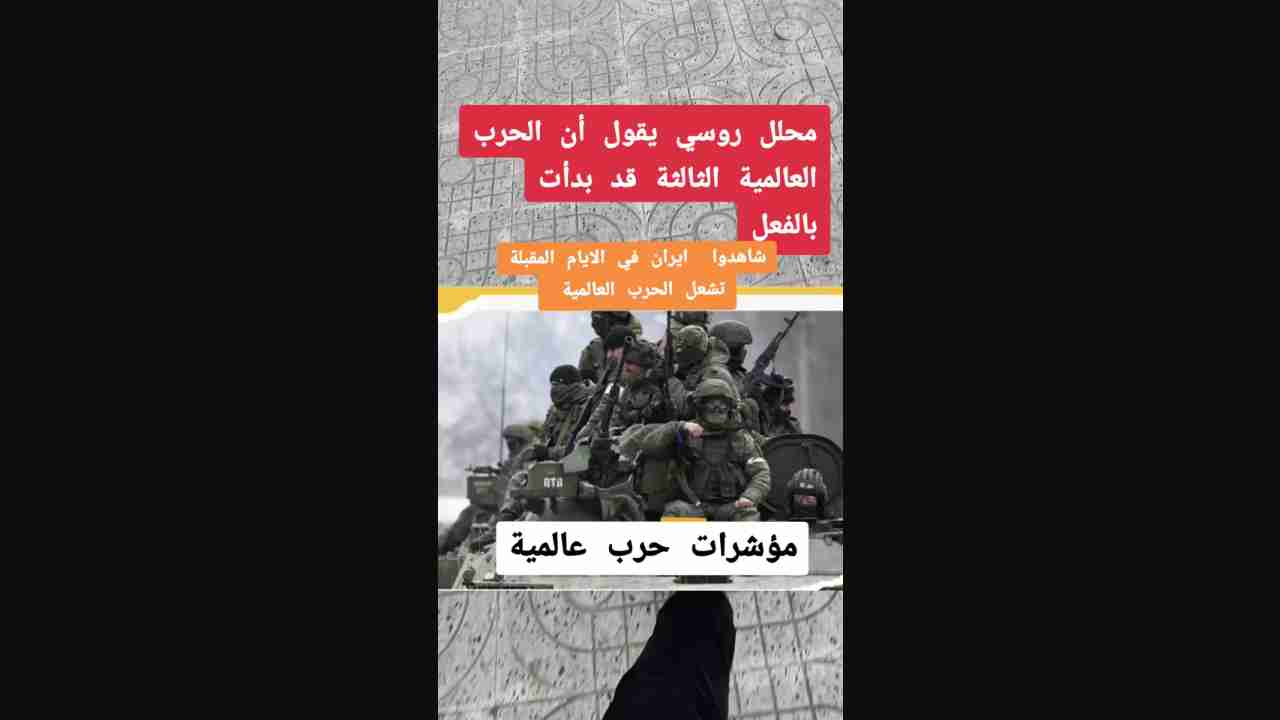 محلل روسي يقول أن الحرب
العالمية الثالثة قد بدأت
بالفعل
شاهدوا ايران في الايام المقبلة
تشعل الحرب العالمية
مؤشرات حرب عالمية